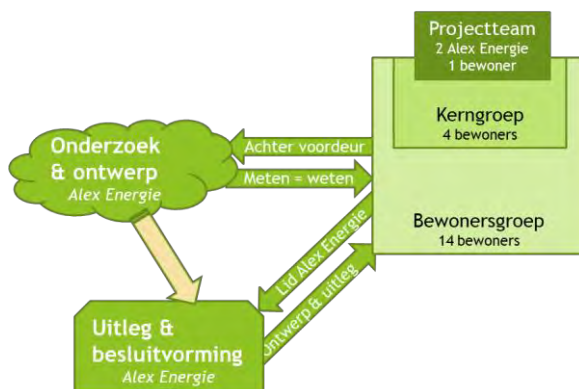 Projectteam
2 Alex Energie
1 bewoner
Kerngroep
4 bewoners
Onderzoek
& ontwerp
Alex Energie
Achter voordeur
Meten = weten
Bewonersgroep
14 bewoners
Lid Alex Energie
Ontwerp & uitleg
Uitleg &
besluitvorming
Alex Energie